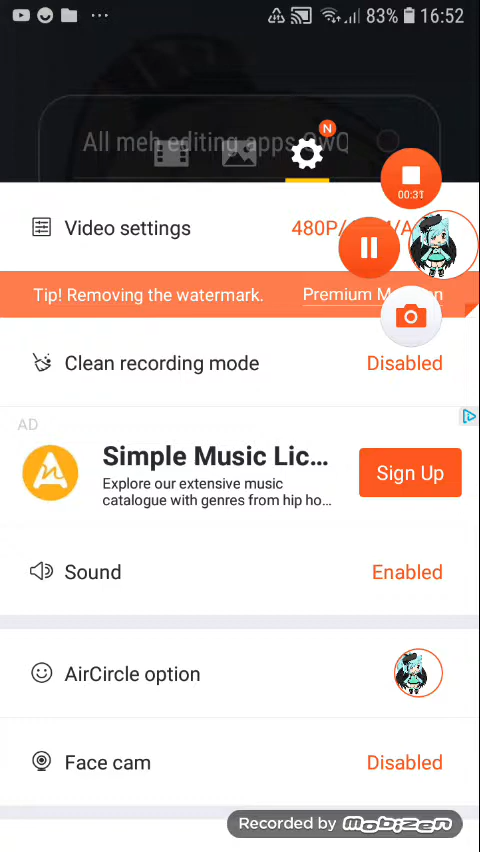 83% 16:52
All meh editing apps QwQ
N
00:31
Video settings
480P/
Tip! Removing the watermark. Premium
Clean recording mode Disabled
AD
Simple Music Lic...
Explore our extensive music
catalogue with genres from hip ho...
Sign Up
Sound Enabled
AirCircle option
Face cam Disabled
Recorded by mobizen